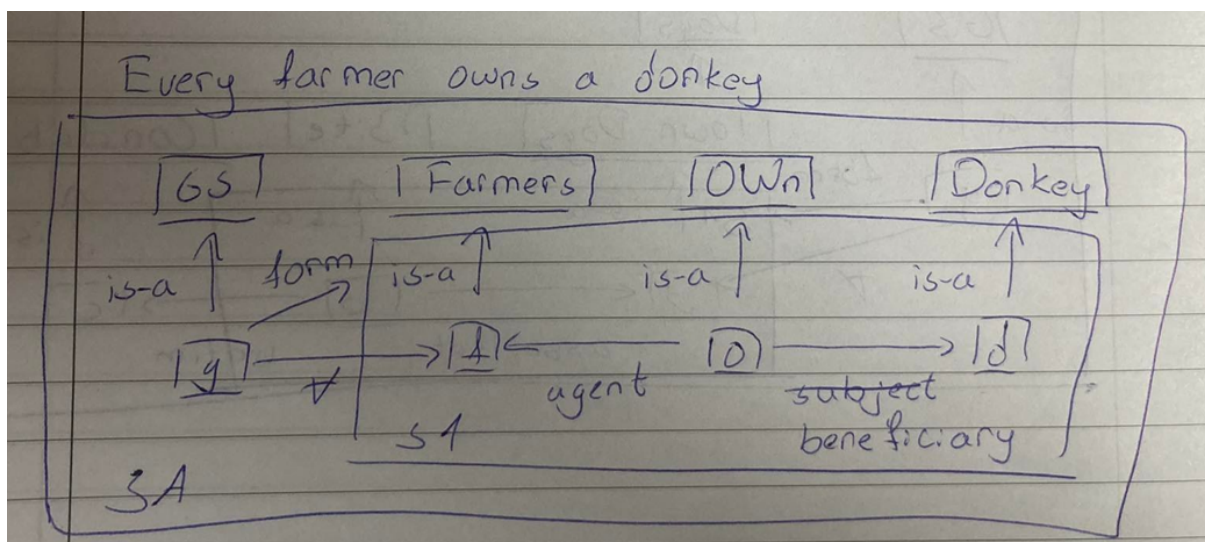 Every farmer owns a donkey
GS Farmers Own Donkey
is-a form is-a is-a is-a
g ∀ f agent o subject d
beneficiary
S1
SA